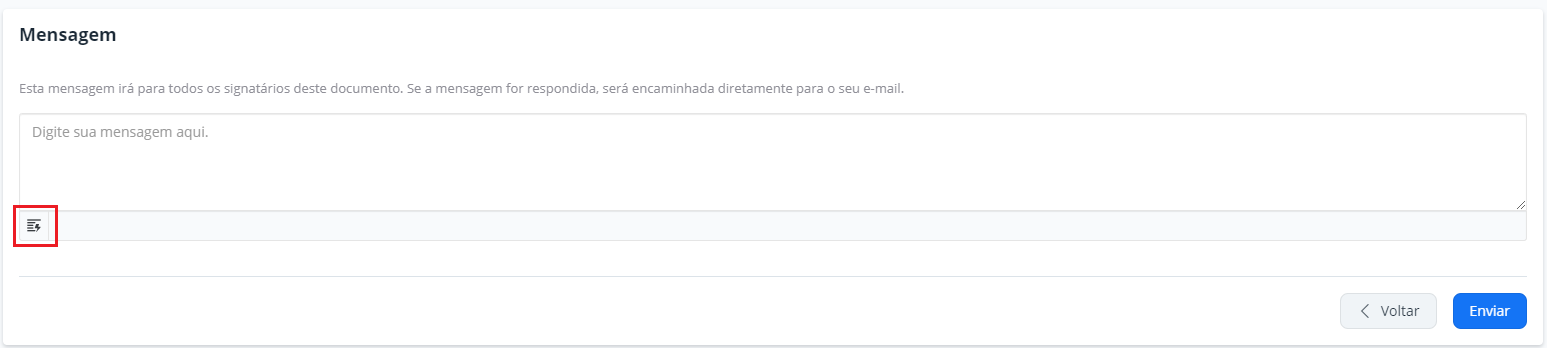 Mensagem
Esta mensagem irá para todos os signatários deste documento. Se a mensagem for respondida, será encaminhada diretamente para o seu e-mail.
Digite sua mensagem aqui.
Voltar
Enviar